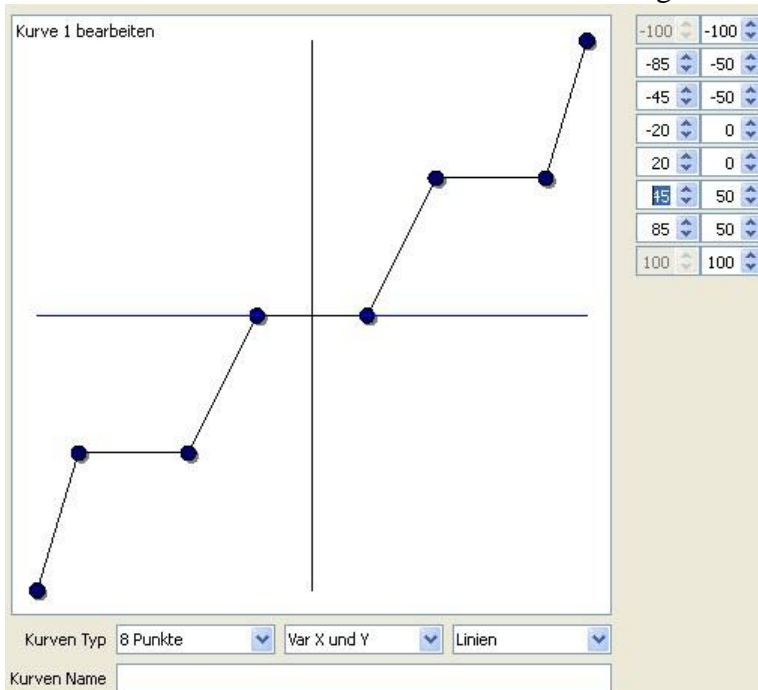 Kurve 1 bearbeiten
-100 -100
-85 -50
-45 -50
-20 0
20 0
45 50
85 50
100 100
Kurven Typ 8 Punkte Var X und Y Linien
Kurven Name